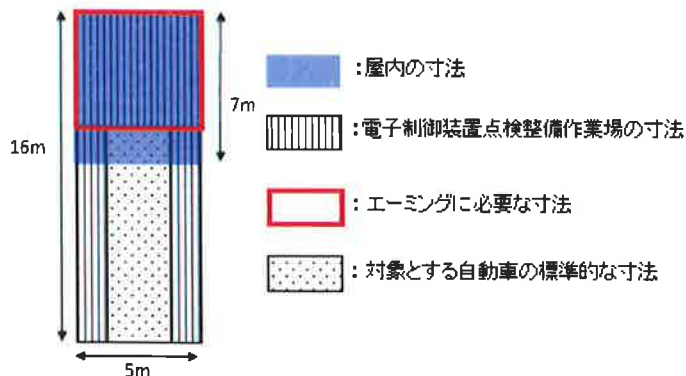 16m
7m
5m
：屋内の寸法
：電子制御装置点検整備作業場の寸法
：エーミングに必要な寸法
：対象とする自動車の標準的な寸法